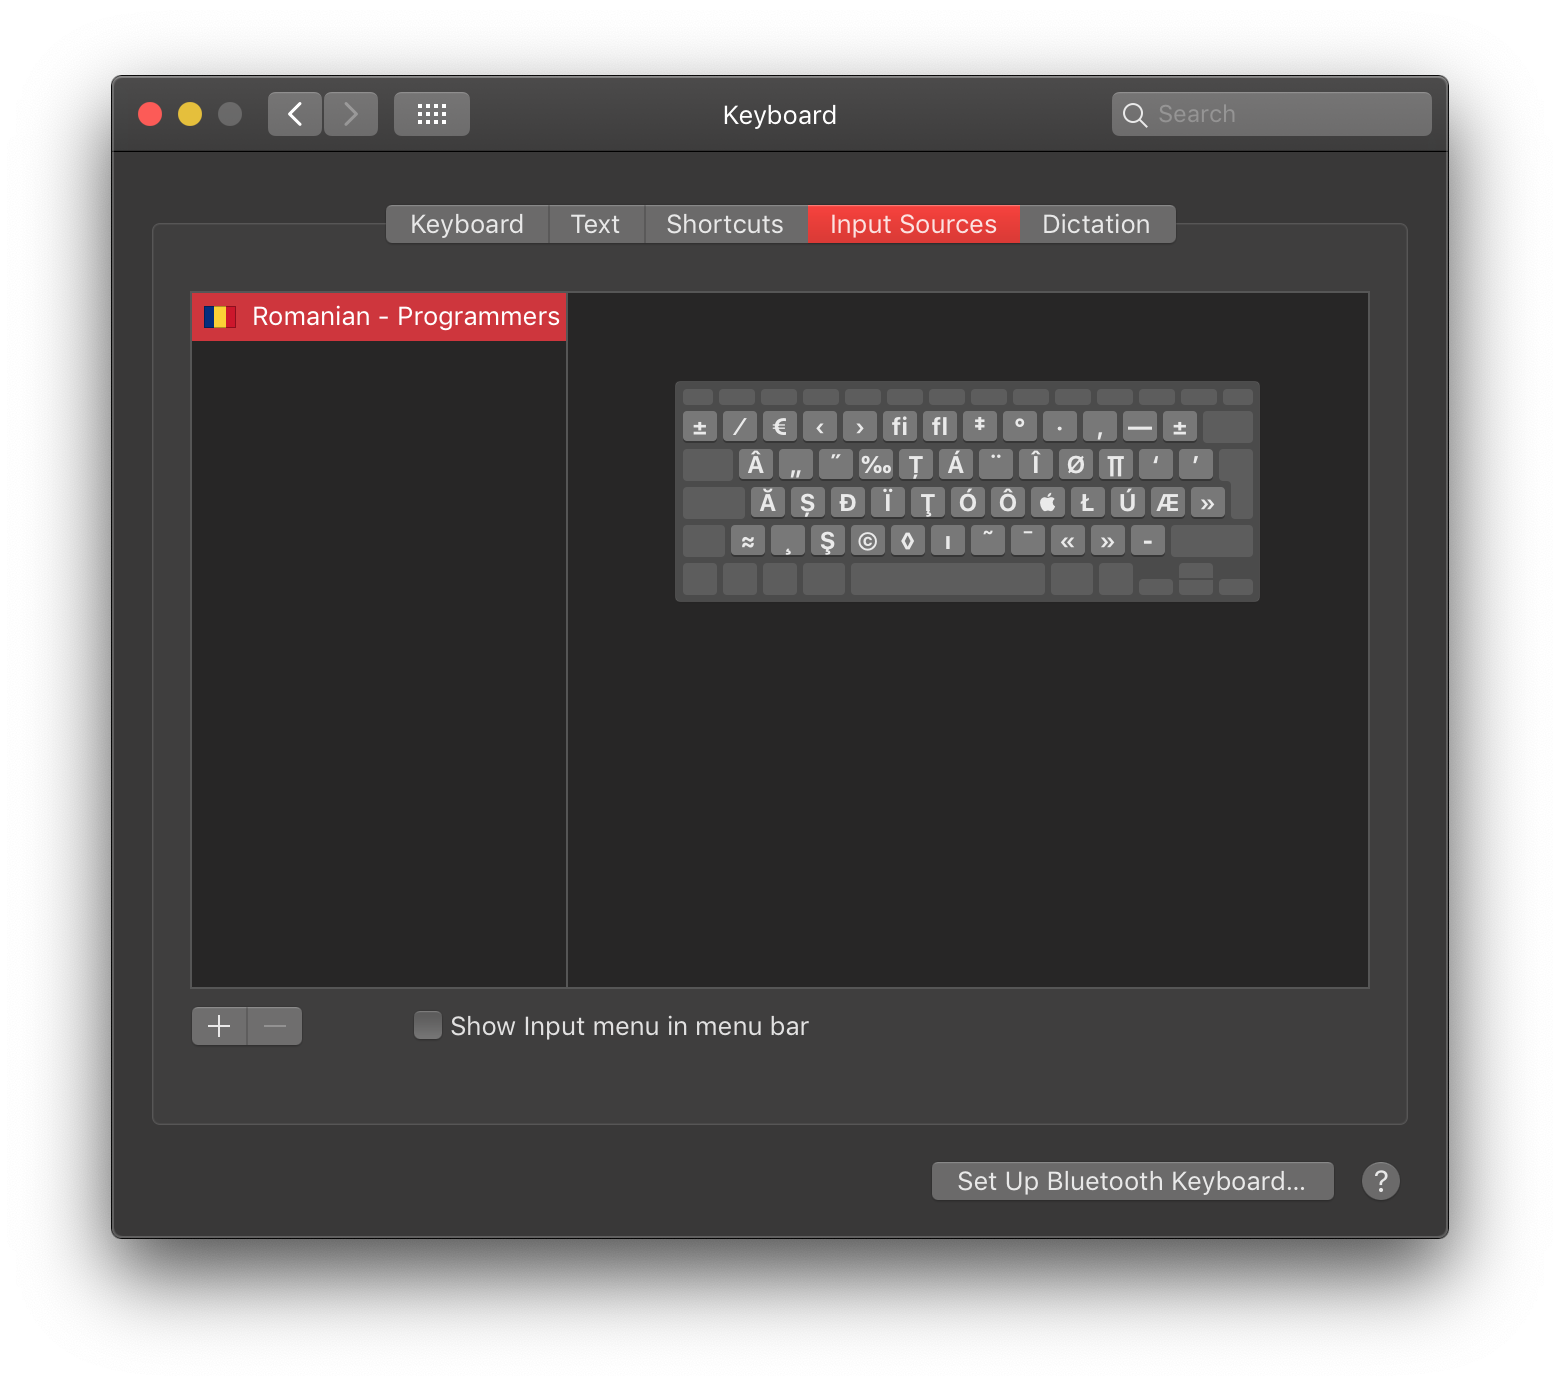 Keyboard
Search
Keyboard Text Shortcuts Input Sources Dictation
Romanian - Programmers
± ⁄ € ‹ › ﬁ ﬂ ‡ ° · ‚ — ±
Â „ ˝ ‰ Ț Á ¨ Î Ø ∏ ‘ ’
Ă Ș Đ Ï Ţ Ó Ô  Ł Ú Æ »
≈ ¸ Ş © ◊ ı ˜ ¯ « » -
Show Input menu in menu bar
Set Up Bluetooth Keyboard...
?